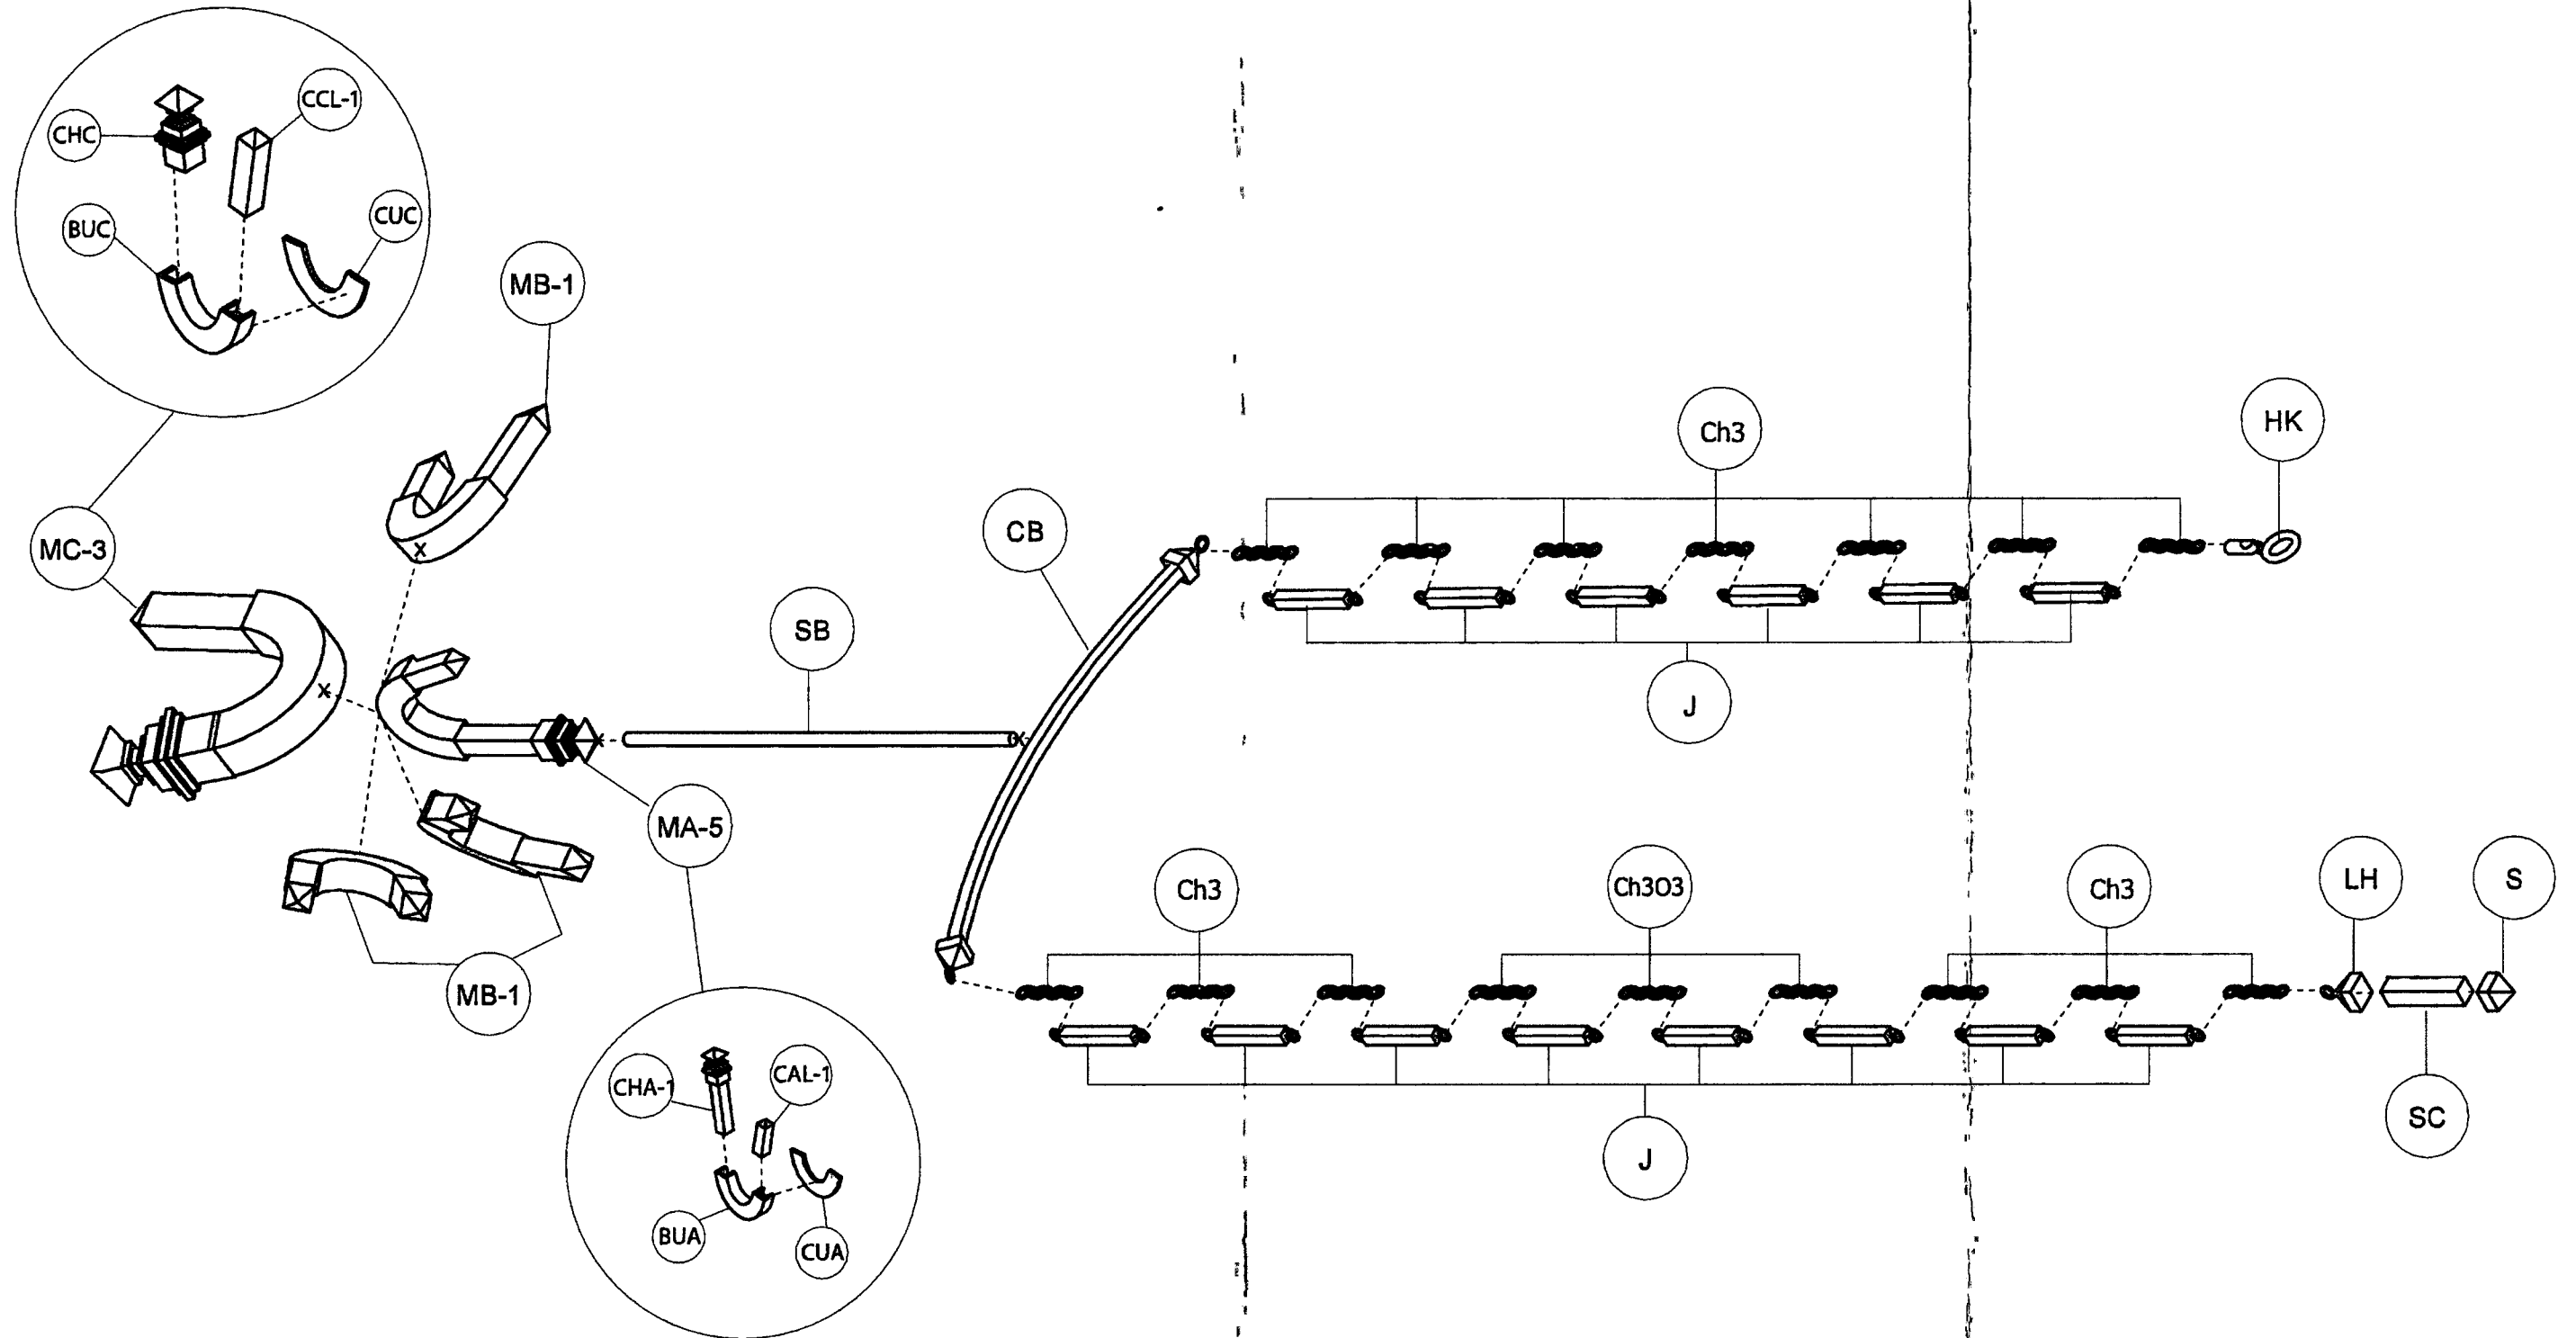 CCL-1
CHC
CUC
BUC
MB-1
HK
Ch3
CB
MC-3
SB
J
MA-5
Ch3
Ch3O3
Ch3
LH
S
MB-1
CHA-1
CAL-1
SC
J
BUA
CUA